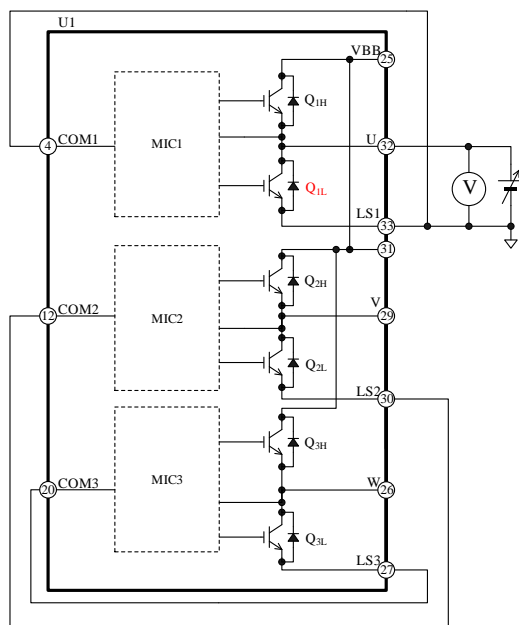 U1
VBB
25
Q1H
4
COM1
MIC1
U
32
V
Q1L
LS1
33
31
Q2H
12
COM2
MIC2
V
29
Q2L
LS2
30
Q3H
20
COM3
MIC3
W
26
Q3L
LS3
27